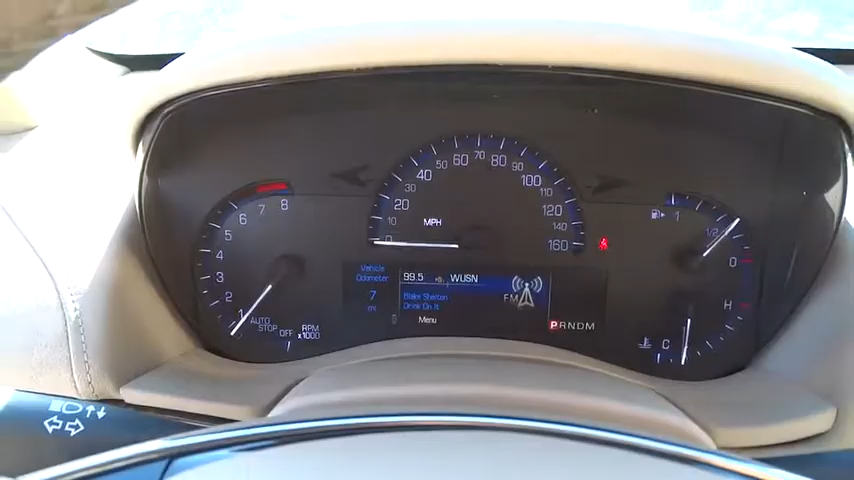 10 20 30 40 50 60 70 80 90 100 110 120 140 160
MPH
1 2 3 4 5 6 7 8
AUTO STOP
OFF
RPM x1000
1 1/2 0
H
C
Vehicle Odometer
7
mi
99.5 WUSN
Blake Shelton
Drink On It
Menu
FM
PRNDM